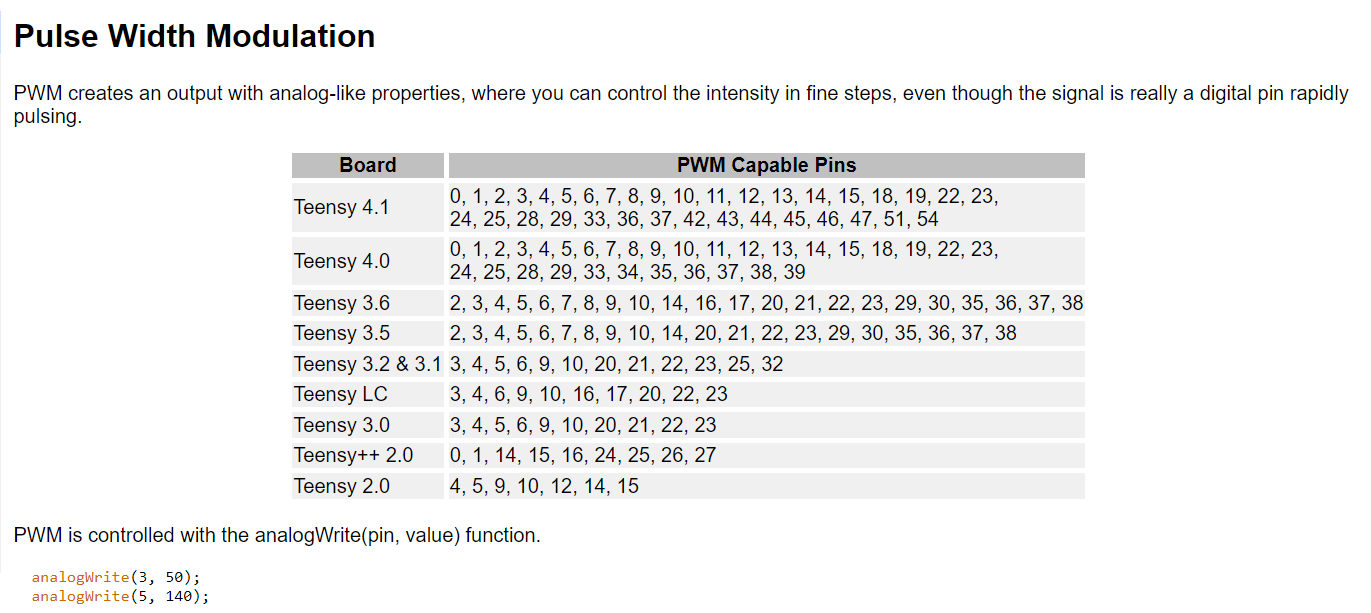 Pulse Width Modulation
PWM creates an output with analog-like properties, where you can control the intensity in fine steps, even though the signal is really a digital pin rapidly
pulsing.
Board PWM Capable Pins
Teensy 4.1 0, 1, 2, 3, 4, 5, 6, 7, 8, 9, 10, 11, 12, 13, 14, 15, 18, 19, 22, 23,
24, 25, 28, 29, 33, 36, 37, 42, 43, 44, 45, 46, 47, 51, 54
Teensy 4.0 0, 1, 2, 3, 4, 5, 6, 7, 8, 9, 10, 11, 12, 13, 14, 15, 18, 19, 22, 23,
24, 25, 28, 29, 33, 34, 35, 36, 37, 38, 39
Teensy 3.6 2, 3, 4, 5, 6, 7, 8, 9, 10, 14, 16, 17, 20, 21, 22, 23, 29, 30, 35, 36, 37, 38
Teensy 3.5 2, 3, 4, 5, 6, 7, 8, 9, 10, 14, 20, 21, 22, 23, 29, 30, 35, 36, 37, 38
Teensy 3.2 & 3.1 3, 4, 5, 6, 9, 10, 20, 21, 22, 23, 25, 32
Teensy LC 3, 4, 6, 9, 10, 16, 17, 20, 22, 23
Teensy 3.0 3, 4, 5, 6, 9, 10, 20, 21, 22, 23
Teensy++ 2.0 0, 1, 14, 15, 16, 24, 25, 26, 27
Teensy 2.0 4, 5, 9, 10, 12, 14, 15
PWM is controlled with the analogWrite(pin, value) function.
analogWrite(3, 50);
analogWrite(5, 140);